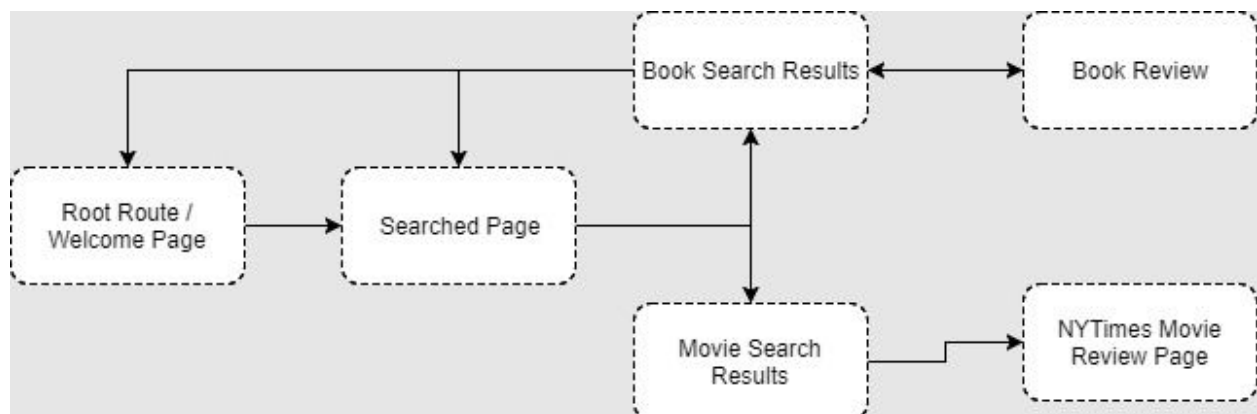 Book Search Results
Book Review
Root Route /
Welcome Page
Searched Page
Movie Search
Results
NYTimes Movie
Review Page